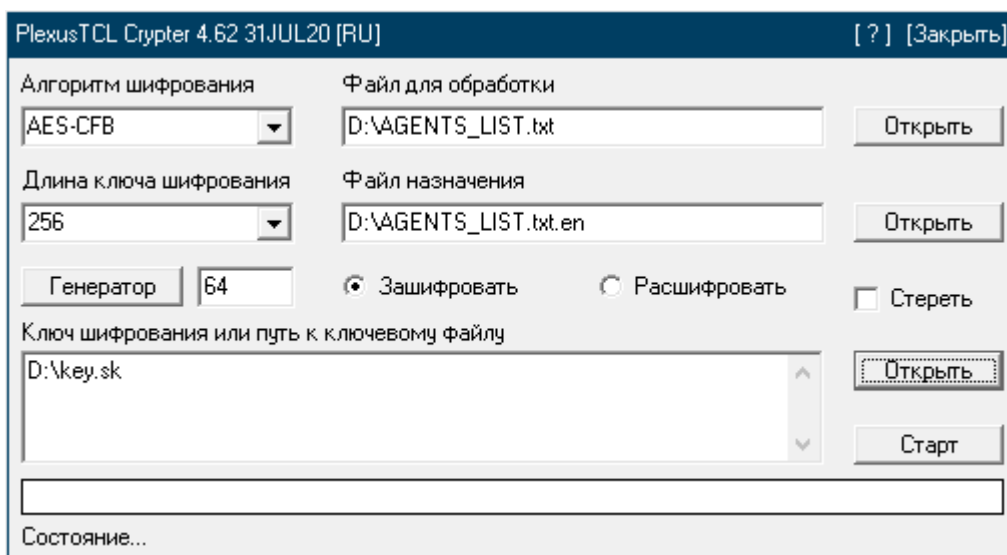 PlexusTCL Crypter 4.62 31JUL20 [RU] [ ? ] [Закрыть]
Алгоритм шифрования Файл для обработки
AES-CFB D:\AGENTS_LIST.txt Открыть
Длина ключа шифрования Файл назначения
256 D:\AGENTS_LIST.txt.en Открыть
Генератор 64 Зашифровать Расшифровать Стереть
Ключ шифрования или путь к ключевому файлу
D:\key.sk Открыть
Старт
Состояние...